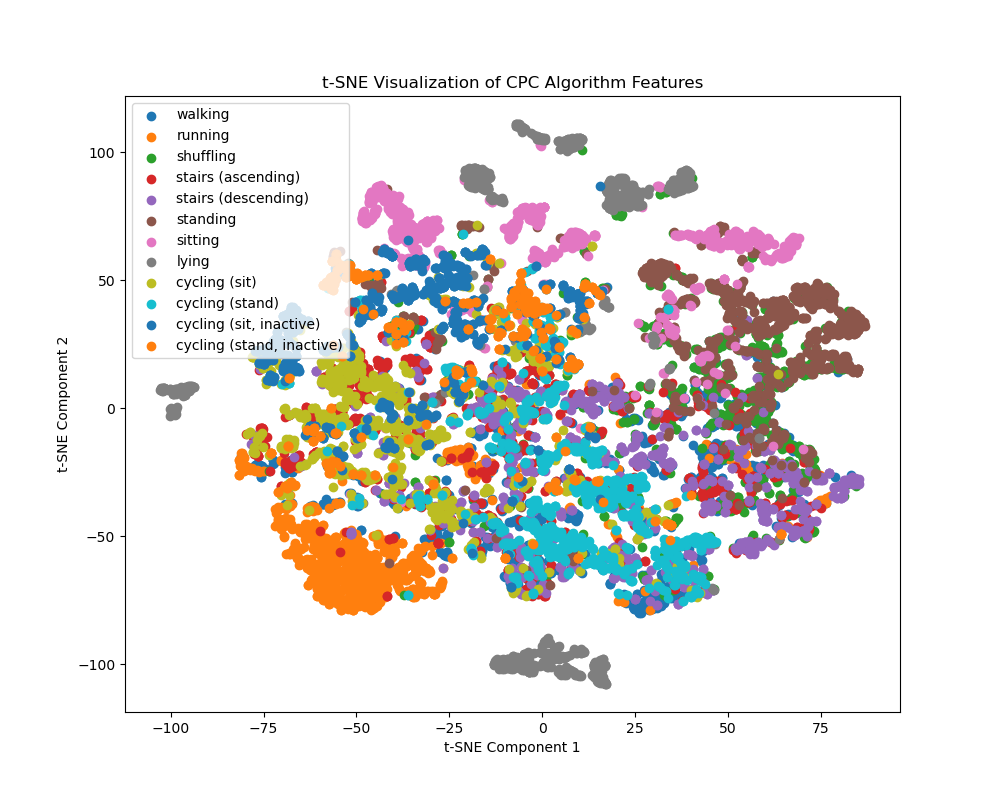 t-SNE Visualization of CPC Algorithm Features
walking
running
shuffling
stairs (ascending)
stairs (descending)
standing
sitting
lying
cycling (sit)
cycling (stand)
cycling (sit, inactive)
cycling (stand, inactive)
100
50
0
−50
−100
t-SNE Component 2
−100
−75
−50
−25
0
25
50
75
t-SNE Component 1